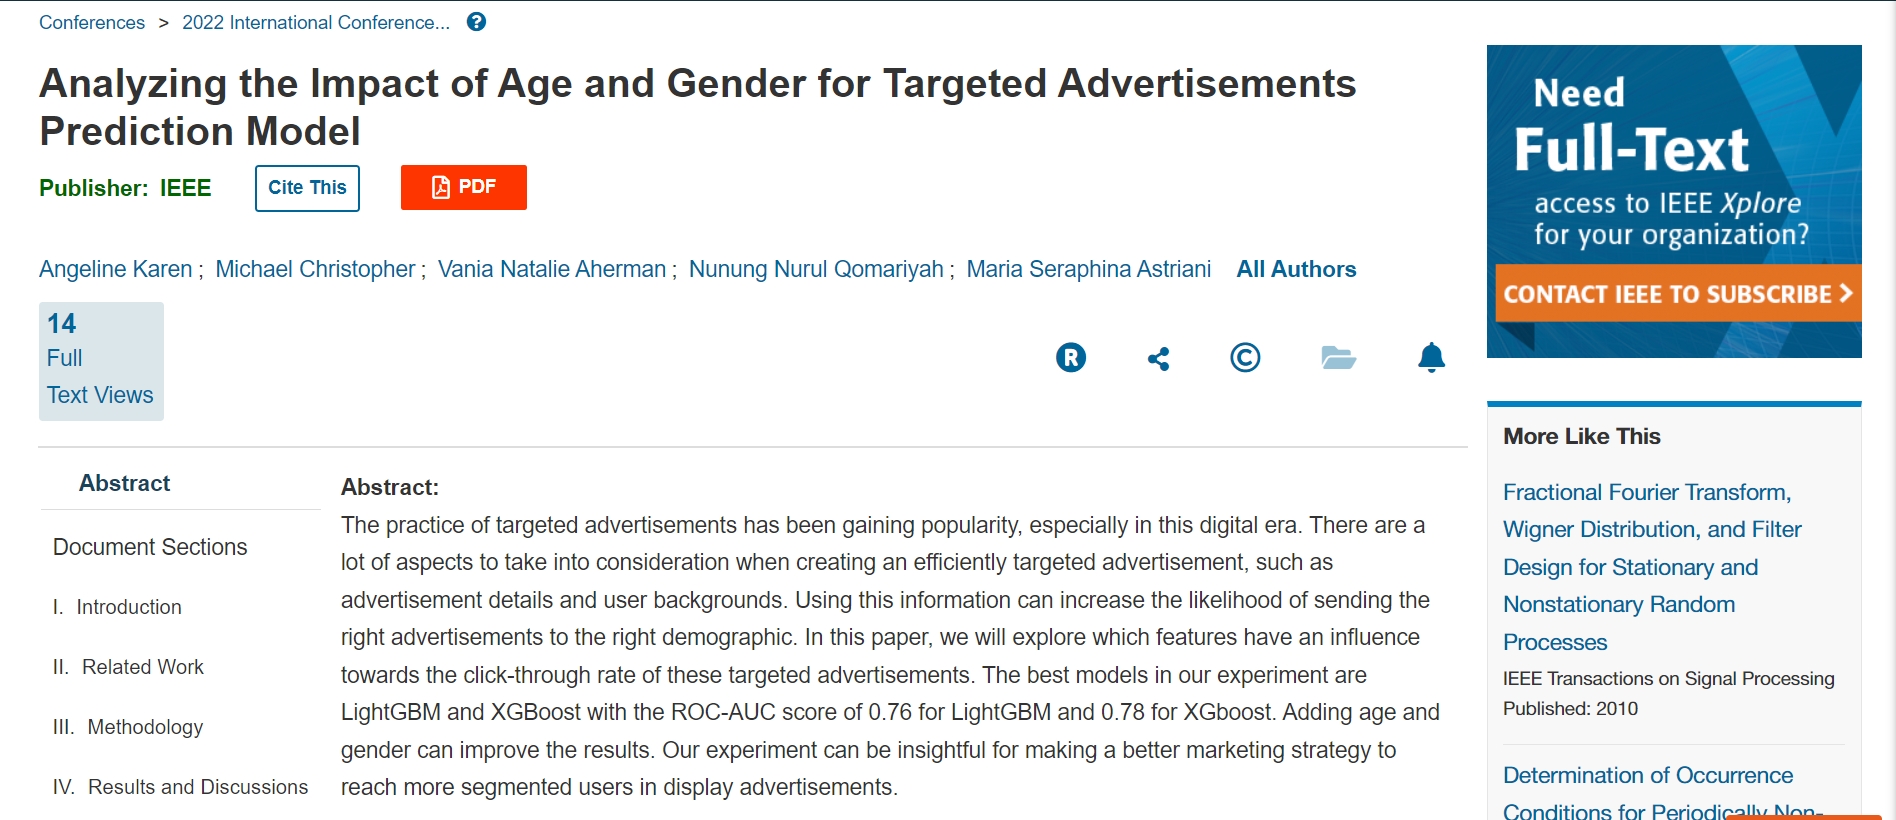 Conferences > 2022 International Conference... ?
Analyzing the Impact of Age and Gender for Targeted Advertisements
Prediction Model
Publisher: IEEE
Cite This
PDF
Angeline Karen ; Michael Christopher ; Vania Natalie Aherman ; Nunung Nurul Qomariyah ; Maria Seraphina Astriani All Authors
14
Full
Text Views
R
©
Abstract
Document Sections
I. Introduction
II. Related Work
III. Methodology
IV. Results and Discussions
Abstract:
The practice of targeted advertisements has been gaining popularity, especially in this digital era. There are a
lot of aspects to take into consideration when creating an efficiently targeted advertisement, such as
advertisement details and user backgrounds. Using this information can increase the likelihood of sending the
right advertisements to the right demographic. In this paper, we will explore which features have an influence
towards the click-through rate of these targeted advertisements. The best models in our experiment are
LightGBM and XGBoost with the ROC-AUC score of 0.76 for LightGBM and 0.78 for XGboost. Adding age and
gender can improve the results. Our experiment can be insightful for making a better marketing strategy to
reach more segmented users in display advertisements.
Need
Full-Text
access to IEEE Xplore
for your organization?
CONTACT IEEE TO SUBSCRIBE >
More Like This
Fractional Fourier Transform,
Wigner Distribution, and Filter
Design for Stationary and
Nonstationary Random
Processes
IEEE Transactions on Signal Processing
Published: 2010
Determination of Occurrence
Conditions for Periodically Non-